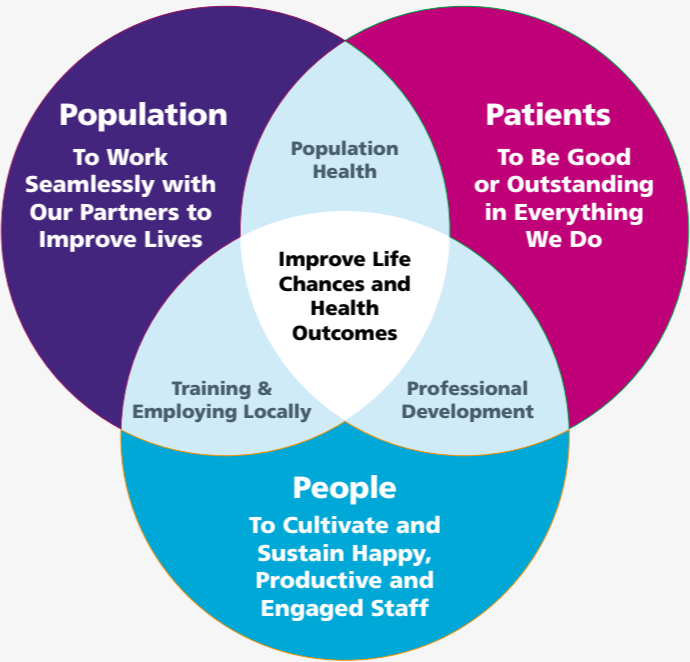 Population
To Work
Seamlessly with
Our Partners to
Improve Lives
Population
Health
Patients
To Be Good
or Outstanding
in Everything
We Do
Improve Life
Chances and
Health
Outcomes
Training &
Employing Locally
Professional
Development
People
To Cultivate and
Sustain Happy,
Productive and
Engaged Staff